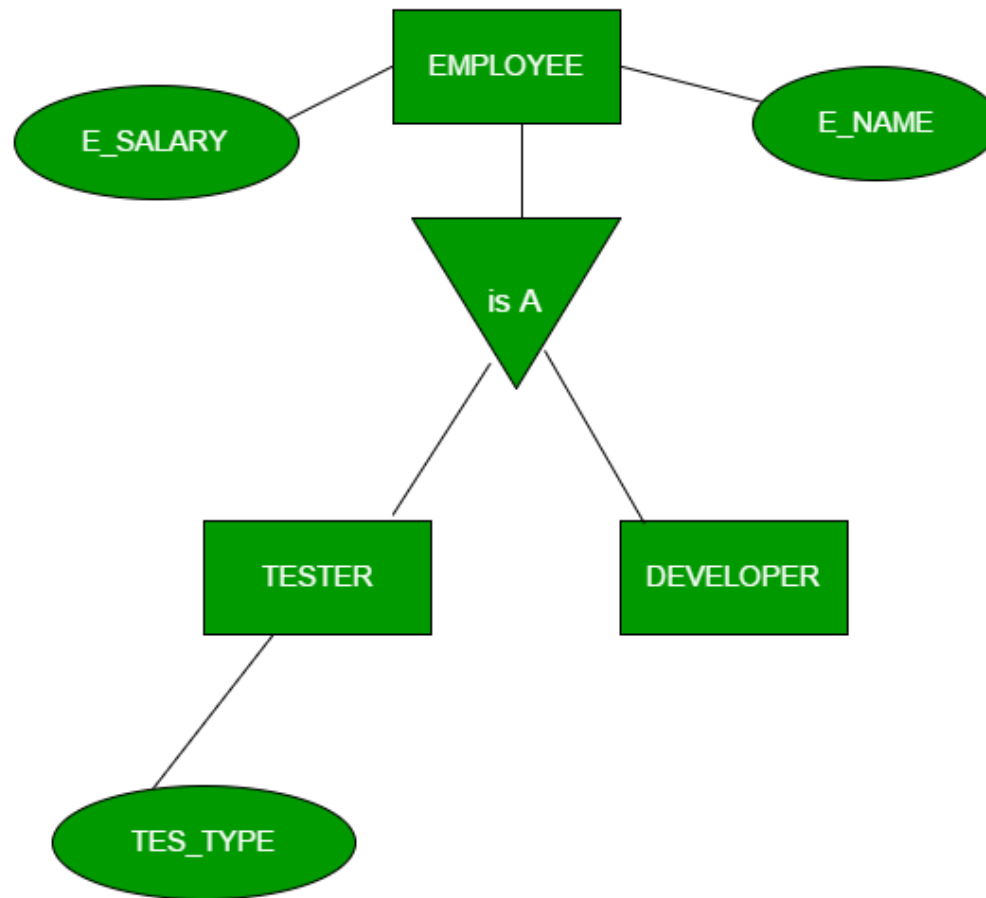 EMPLOYEE
E_SALARY
E_NAME
is A
TESTER
DEVELOPER
TES_TYPE